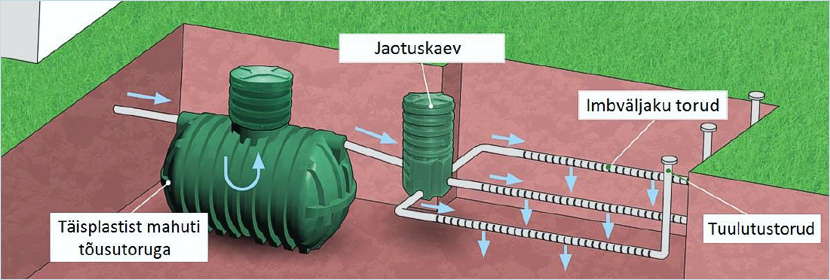 Jaotuskaev
Imbväljaku torud
Täisplastist mahuti
tõusutoruga
Tuulutustorud